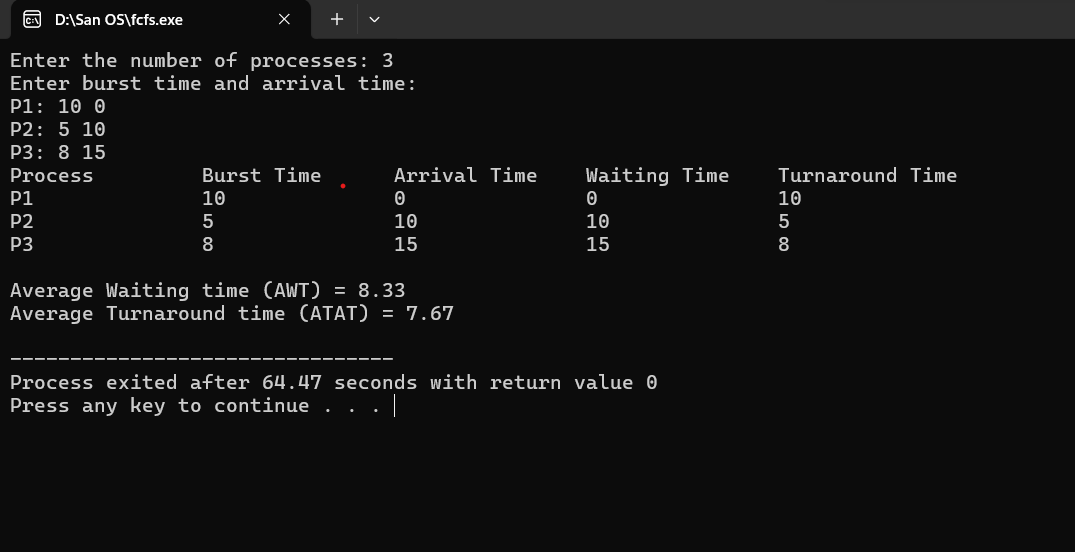 D:\San OS\fcfs.exe
Enter the number of processes: 3
Enter burst time and arrival time:
P1: 10 0
P2: 5 10
P3: 8 15
Process Burst Time Arrival Time Waiting Time Turnaround Time
P1 10 0 0 10
P2 5 10 10 5
P3 8 15 15 8
Average Waiting time (AWT) = 8.33
Average Turnaround time (ATAT) = 7.67
--------------------------------
Process exited after 64.47 seconds with return value 0
Press any key to continue . . .